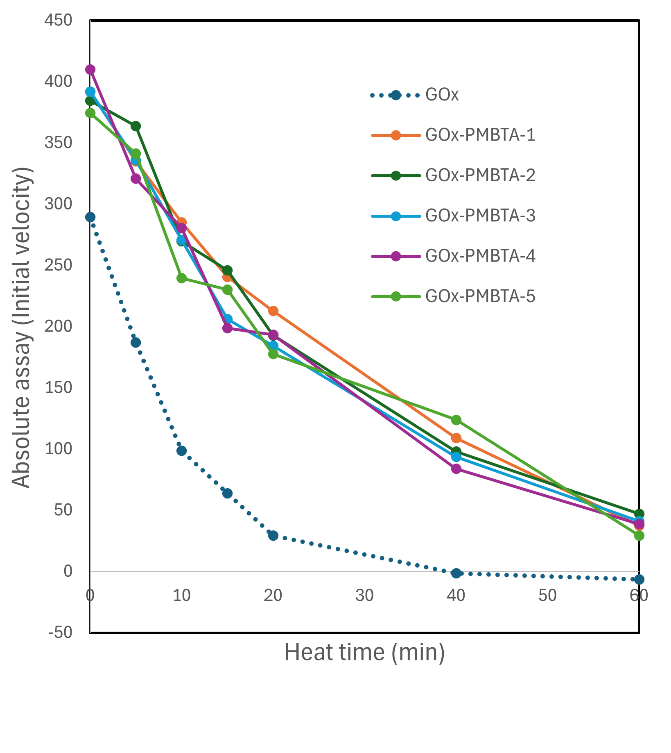 450
400
350
300
250
200
150
100
50
0
-50
0 10 20 30 40 50 60
Absolute assay (Initial velocity)
Heat time (min)
GOx
GOx-PMBTA-1
GOx-PMBTA-2
GOx-PMBTA-3
GOx-PMBTA-4
GOx-PMBTA-5